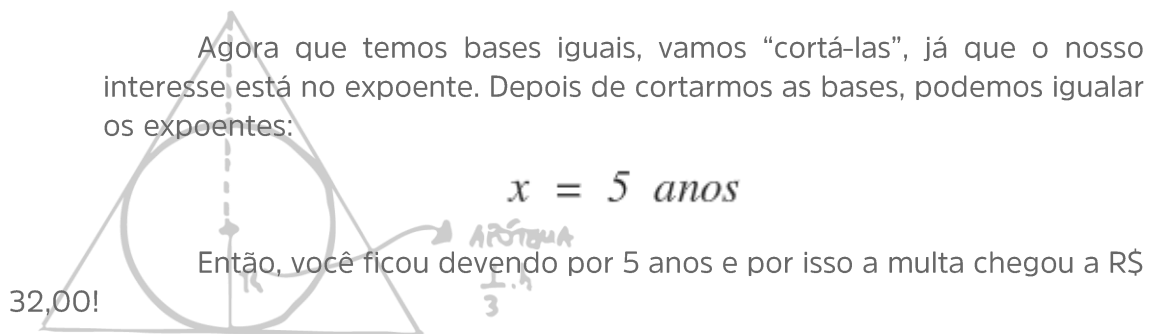 Agora que temos bases iguais, vamos “cortá-las”, já que o nosso
interesse está no expoente. Depois de cortarmos as bases, podemos igualar
os expoentes:
x = 5 anos
APÓTEMA
Então, você ficou devendo por 5 anos e por isso a multa chegou a R$
R
1/3 . h
32,00!